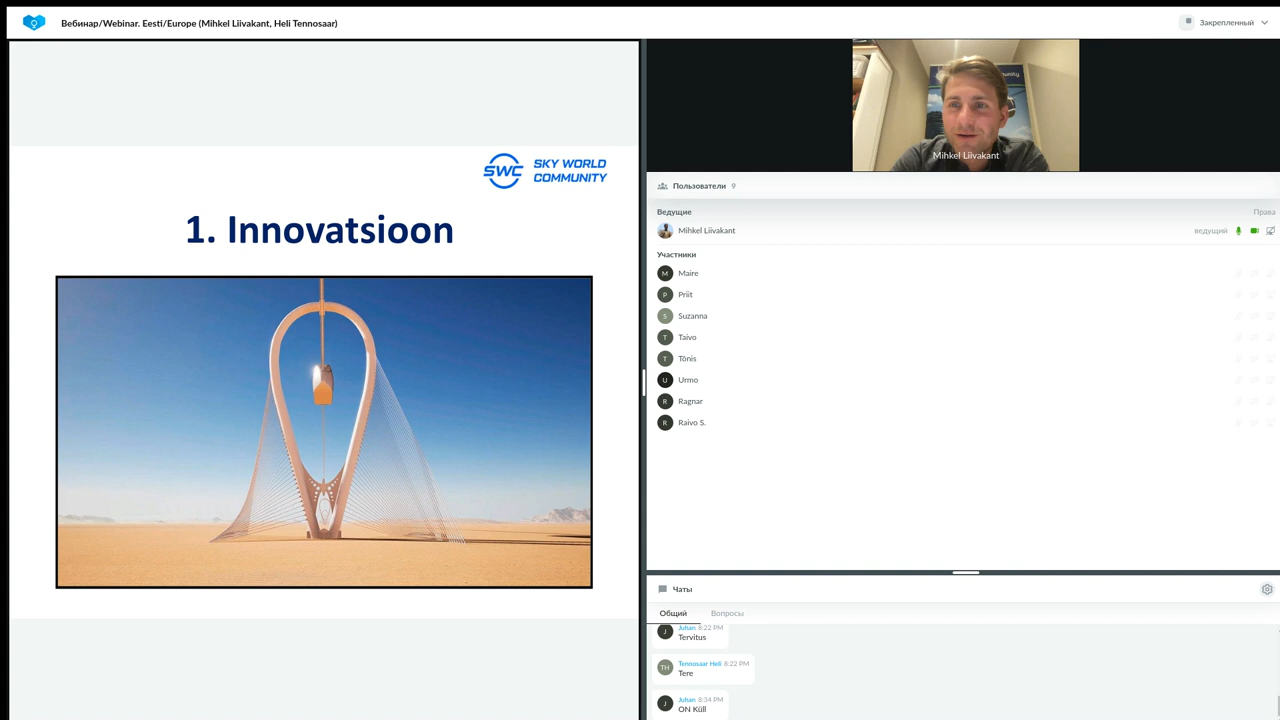 Вебинар/Webinar. Eesti/Europe (Mihkel Liivakant, Heli Tennosaar)
Закрепленный
SWC SKY WORLD
COMMUNITY
1. Innovatsioon
Mihkel Liivakant
Пользователи 9
Ведущие Права
Mihkel Liivakant ведущий
Участники
M Maire
P Priit
S Suzanna
T Taivo
T Tõnis
U Urmo
R Ragnar
R Raivo S.
Чаты
Общий Вопросы
J Juhan 8:22 PM
Tervitus
TH Tennosaar Heli 8:22 PM
Tere
J Juhan 8:34 PM
ON Küll